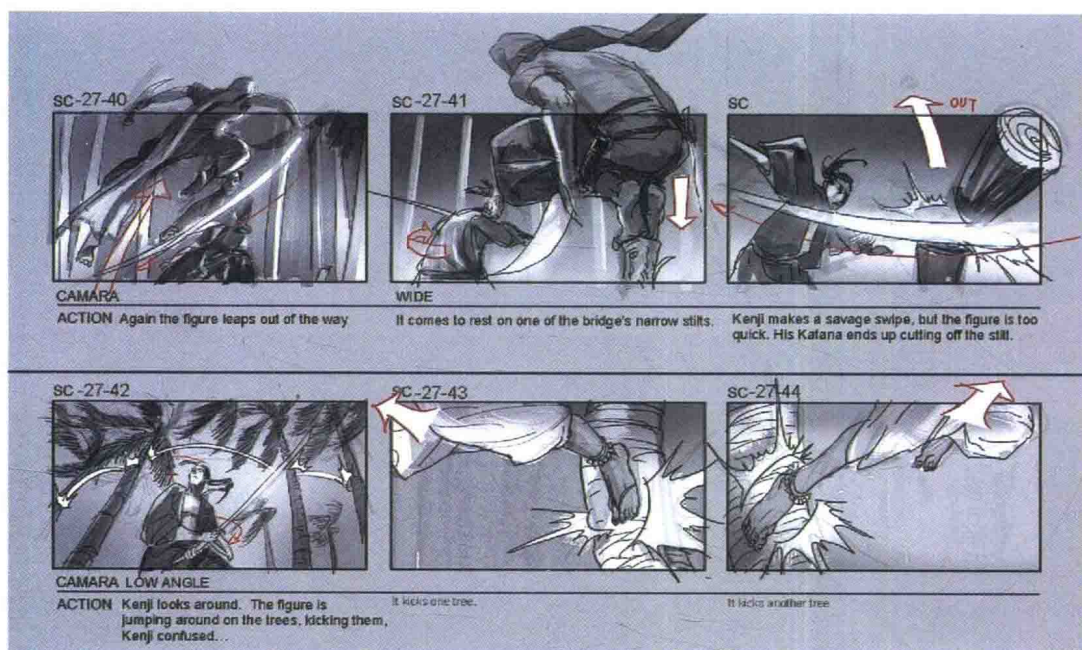 SC-27-40
SC-27-41
SC
OUT
CAMARA
WIDE
ACTION Again the figure leaps out of the way
It comes to rest on one of the bridge's narrow stilts.
Kenji makes a savage swipe, but the figure is too
quick. His Katana ends up cutting off the stilt.
SC-27-42
SC-27-43
SC-27-44
CAMARA LOW ANGLE
ACTION Kenji looks around. The figure is
jumping around on the trees, kicking them,
Kenji confused...
It kicks one tree.
It kicks another tree